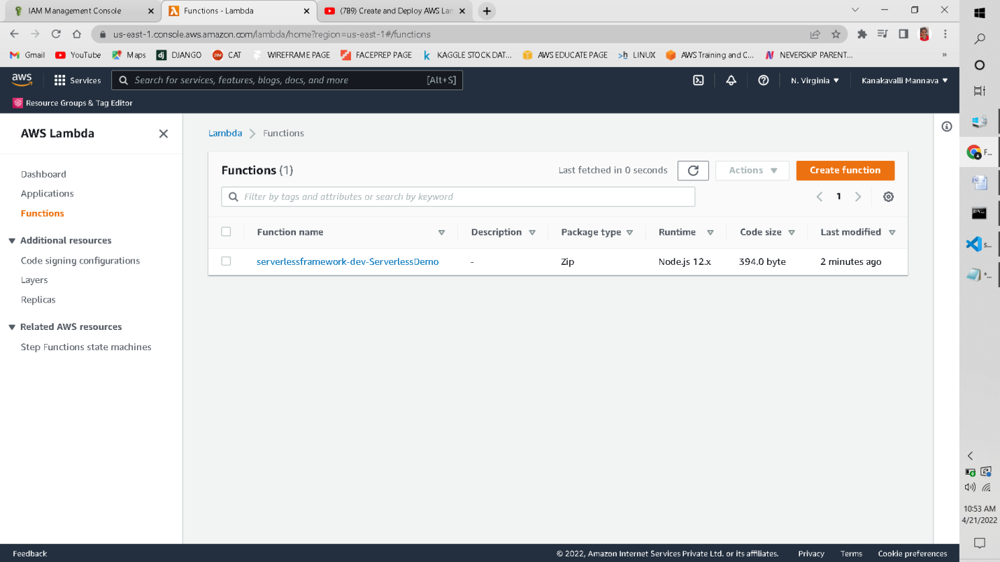 IAM Management Console
Functions - Lambda
(789) Create and Deploy AWS Lan
us-east-1.console.aws.amazon.com/lambda/home?region=us-east-1#/functions
Gmail YouTube Maps DJANGO CAT WIREFRAME PAGE FACEPREP PAGE KAGGLE STOCK DAT... AWS EDUCATE PAGE LINUX AWS Training and C... NEVERSKIP PARENT... »
aws Services Search for services, features, blogs, docs, and more [Alt+S] N. Virginia Kanakavalli Mannava
Resource Groups & Tag Editor
AWS Lambda
Dashboard
Applications
Functions
Additional resources
Code signing configurations
Layers
Replicas
Related AWS resources
Step Functions state machines
Lambda Functions
Functions (1) Last fetched in 0 seconds Actions Create function
Filter by tags and attributes or search by keyword 1
Function name Description Package type Runtime Code size Last modified
serverlessframework-dev-ServerlessDemo - Zip Node.js 12.x 394.0 byte 2 minutes ago
F...
s...
*...
10:53 AM
4/21/2022
Feedback © 2022, Amazon Internet Services Private Ltd. or its affiliates. Privacy Terms Cookie preferences